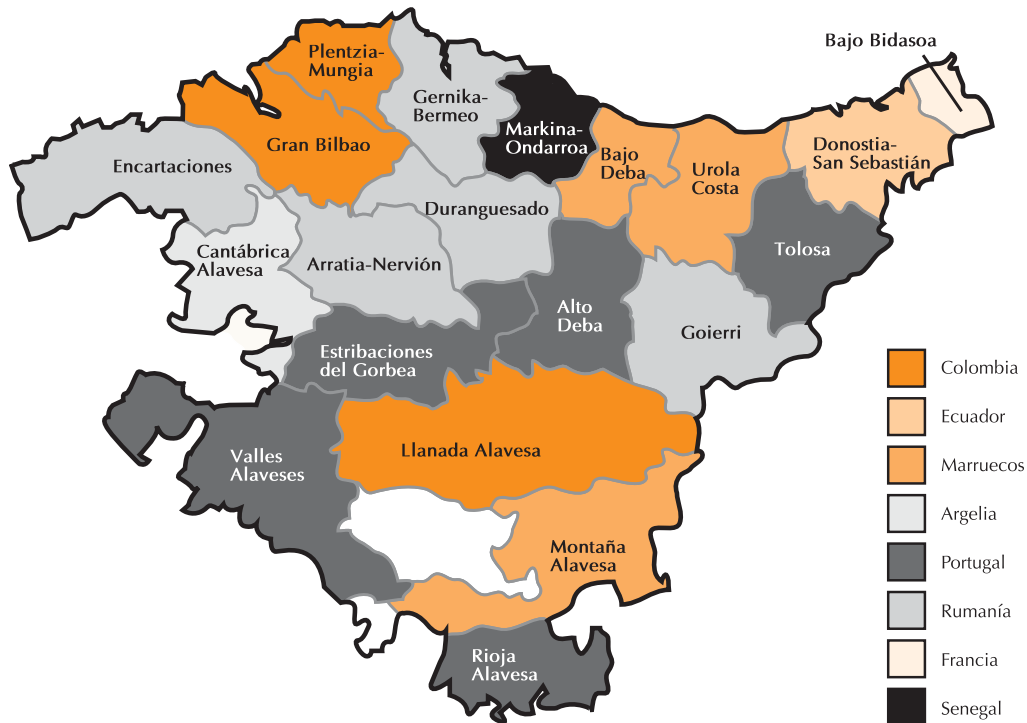 Plentzia-
Mungia
Bajo Bidasoa
Gernika-
Bermeo
Markina-
Ondarroa
Gran Bilbao
Encartaciones
Bajo
Deba
Urola
Costa
Donostia-
San Sebastián
Duranguesado
Cantábrica
Alavesa
Arratia-Nervión
Tolosa
Alto
Deba
Goierri
Estribaciones
del Gorbea
Valles
Alaveses
Llanada Alavesa
Montaña
Alavesa
Rioja
Alavesa
Colombia
Ecuador
Marruecos
Argelia
Portugal
Rumanía
Francia
Senegal